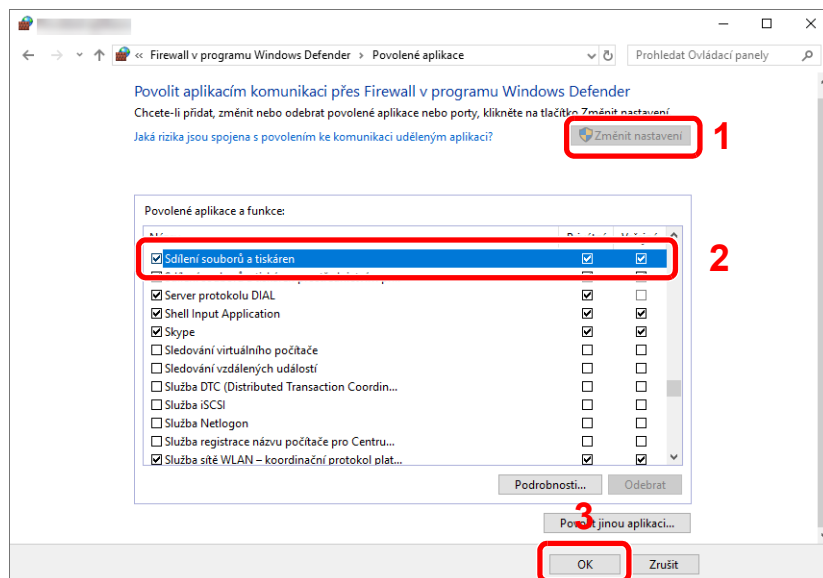 « Firewall v programu Windows Defender > Povolené aplikace
Prohledat Ovládací panely
Povolit aplikacím komunikaci přes Firewall v programu Windows Defender
Chcete-li přidat, změnit nebo odebrat povolené aplikace nebo porty, klikněte na tlačítko Změnit nastavení.
Jaká rizika jsou spojena s povolením ke komunikaci uděleným aplikaci?
Změnit nastavení
1
Povolené aplikace a funkce:
Sdílení souborů a tiskáren
2
Server protokolu DIAL
Shell Input Application
Skype
Sledování virtuálního počítače
Sledování vzdálených událostí
Služba DTC (Distributed Transaction Coordin...
Služba iSCSI
Služba Netlogon
Služba registrace názvu počítače pro Centru...
Služba sítě WLAN – koordinační protokol plat...
Podrobnosti...
Odebrat
3
Povolit jinou aplikaci...
OK
Zrušit